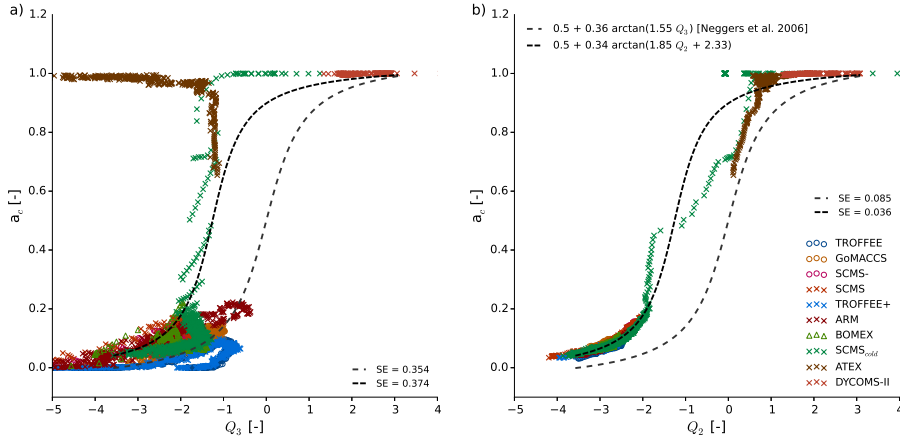 a)
1.2
1.0
0.8
0.6
0.4
0.2
0.0
a_c [-]
SE = 0.354
SE = 0.374
−5 −4 −3 −2 −1 0 1 2 3 4
Q_3 [-]
b)
0.5 + 0.36 arctan(1.55 Q_3) [Neggers et al. 2006]
0.5 + 0.34 arctan(1.85 Q_2 + 2.33)
1.2
1.0
0.8
0.6
0.4
0.2
0.0
a_c [-]
SE = 0.085
SE = 0.036
TROFFEE
GoMACCS
SCMS-
SCMS
TROFFEE+
ARM
BOMEX
SCMS_cold
ATEX
DYCOMS-II
−5 −4 −3 −2 −1 0 1 2 3 4
Q_2 [-]